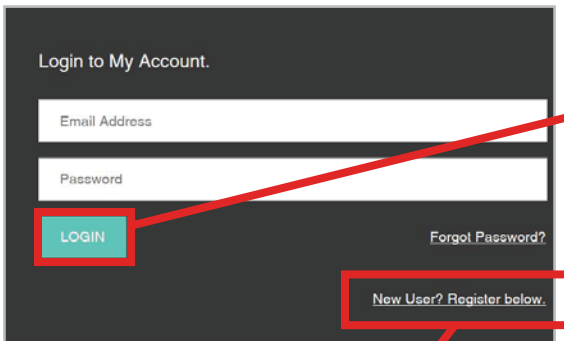 Login to My Account.
Email Address
Password
LOGIN
Forgot Password?
New User? Register below.